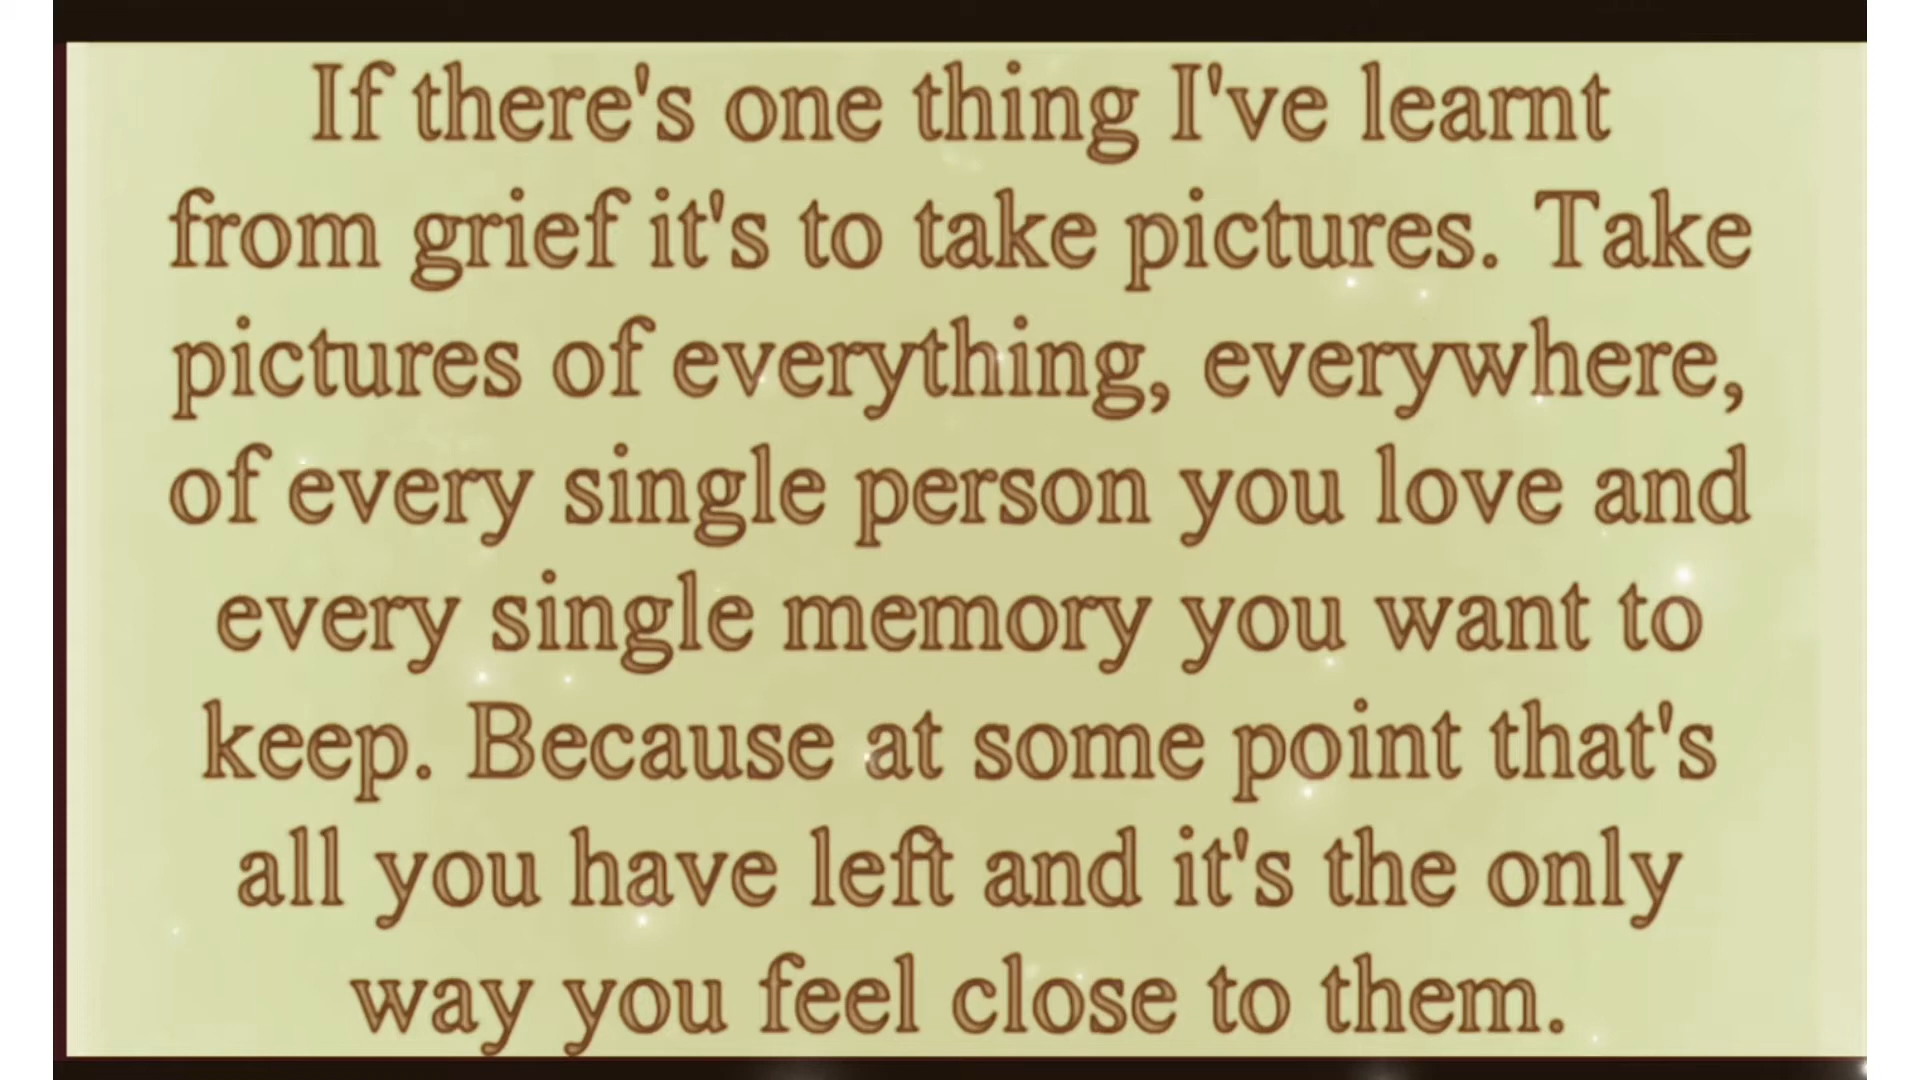 If there's one thing I've learnt
from grief it's to take pictures. Take
pictures of everything, everywhere,
of every single person you love and
every single memory you want to
keep. Because at some point that's
all you have left and it's the only
way you feel close to them.